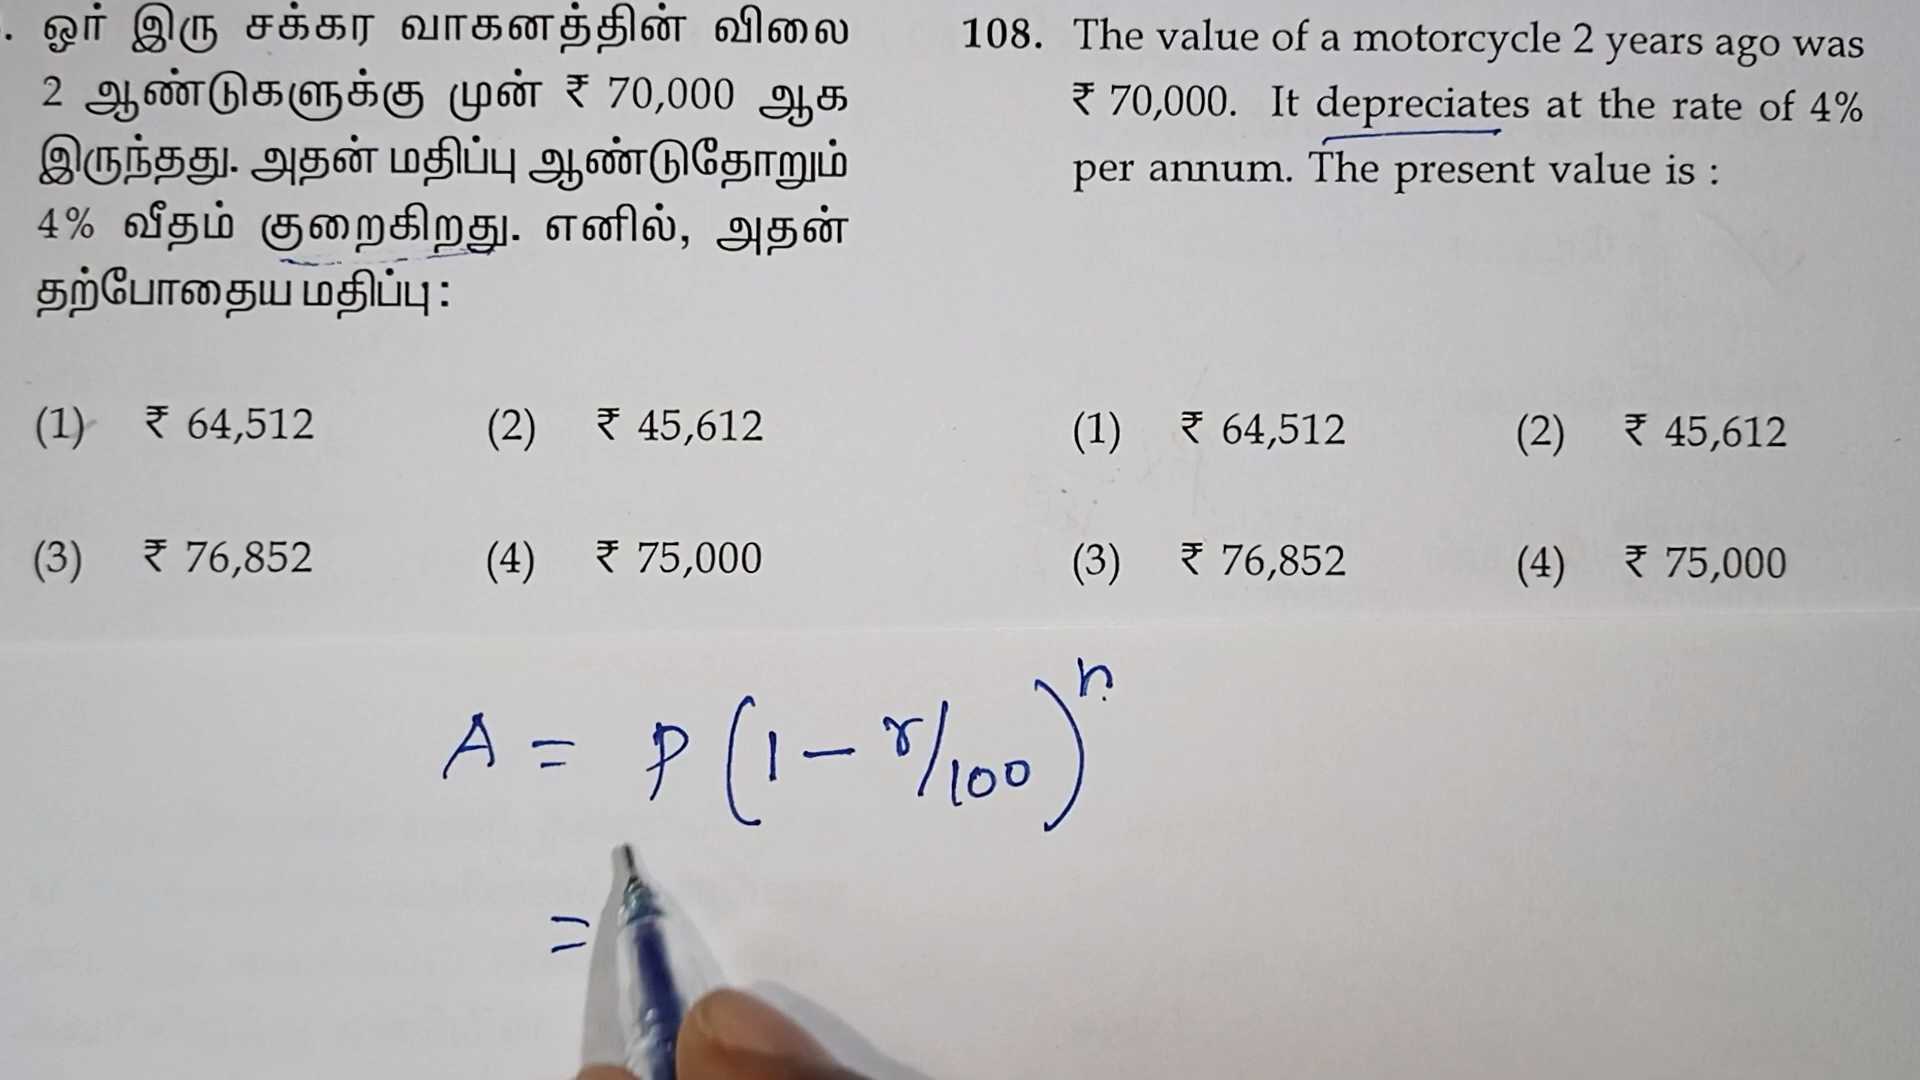 . ஓர் இரு சக்கர வாகனத்தின் விலை
2 ஆண்டுகளுக்கு முன் ₹ 70,000 ஆக
இருந்தது. அதன் மதிப்பு ஆண்டுதோறும்
4% வீதம் குறைகிறது. எனில், அதன்
தற்போதைய மதிப்பு :
(1) ₹ 64,512 (2) ₹ 45,612
(3) ₹ 76,852 (4) ₹ 75,000
108. The value of a motorcycle 2 years ago was
₹ 70,000. It depreciates at the rate of 4%
per annum. The present value is :
(1) ₹ 64,512 (2) ₹ 45,612
(3) ₹ 76,852 (4) ₹ 75,000
A = P (1 - r/100)^n
=